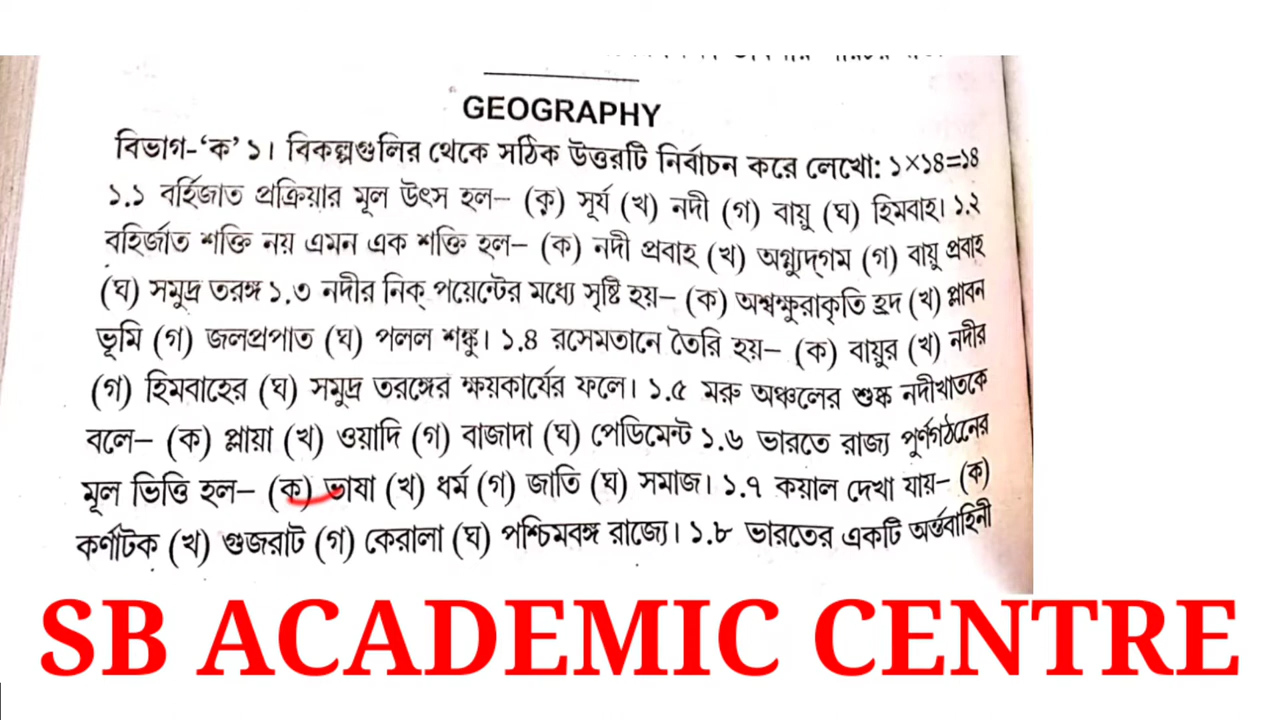 GEOGRAPHY
বিভাগ-‘ক’ ১। বিকল্পগুলির থেকে সঠিক উত্তরটি নির্বাচন করে লেখো: ১×১৪=১৪
১.১ বর্হিজাত প্রক্রিয়ার মূল উৎস হল– (ক) সূর্য (খ) নদী (গ) বায়ু (ঘ) হিমবাহ। ১.২
বহির্জাত শক্তি নয় এমন এক শক্তি হল– (ক) নদী প্রবাহ (খ) অগ্ন্যুদ্‌গম (গ) বায়ু প্রবাহ
(ঘ) সমুদ্র তরঙ্গ ১.৩ নদীর নিক্ পয়েন্টের মধ্যে সৃষ্টি হয়– (ক) অশ্বক্ষুরাকৃতি হ্রদ (খ) প্লাবন
ভূমি (গ) জলপ্রপাত (ঘ) পলল শঙ্কু। ১.৪ রসেমতানে তৈরি হয়– (ক) বায়ুর (খ) নদীর
(গ) হিমবাহের (ঘ) সমুদ্র তরঙ্গের ক্ষয়কার্যের ফলে। ১.৫ মরু অঞ্চলের শুষ্ক নদীখাতকে
বলে– (ক) প্লায়া (খ) ওয়াদি (গ) বাজাদা (ঘ) পেডিমেন্ট ১.৬ ভারতে রাজ্য পুর্ণগঠনের
মূল ভিত্তি হল– (ক) ভাষা (খ) ধর্ম (গ) জাতি (ঘ) সমাজ। ১.৭ কয়াল দেখা যায়– (ক)
কর্ণাটক (খ) গুজরাট (গ) কেরালা (ঘ) পশ্চিমবঙ্গ রাজ্যে। ১.৮ ভারতের একটি অর্ন্তবাহিনী
SB ACADEMIC CENTRE